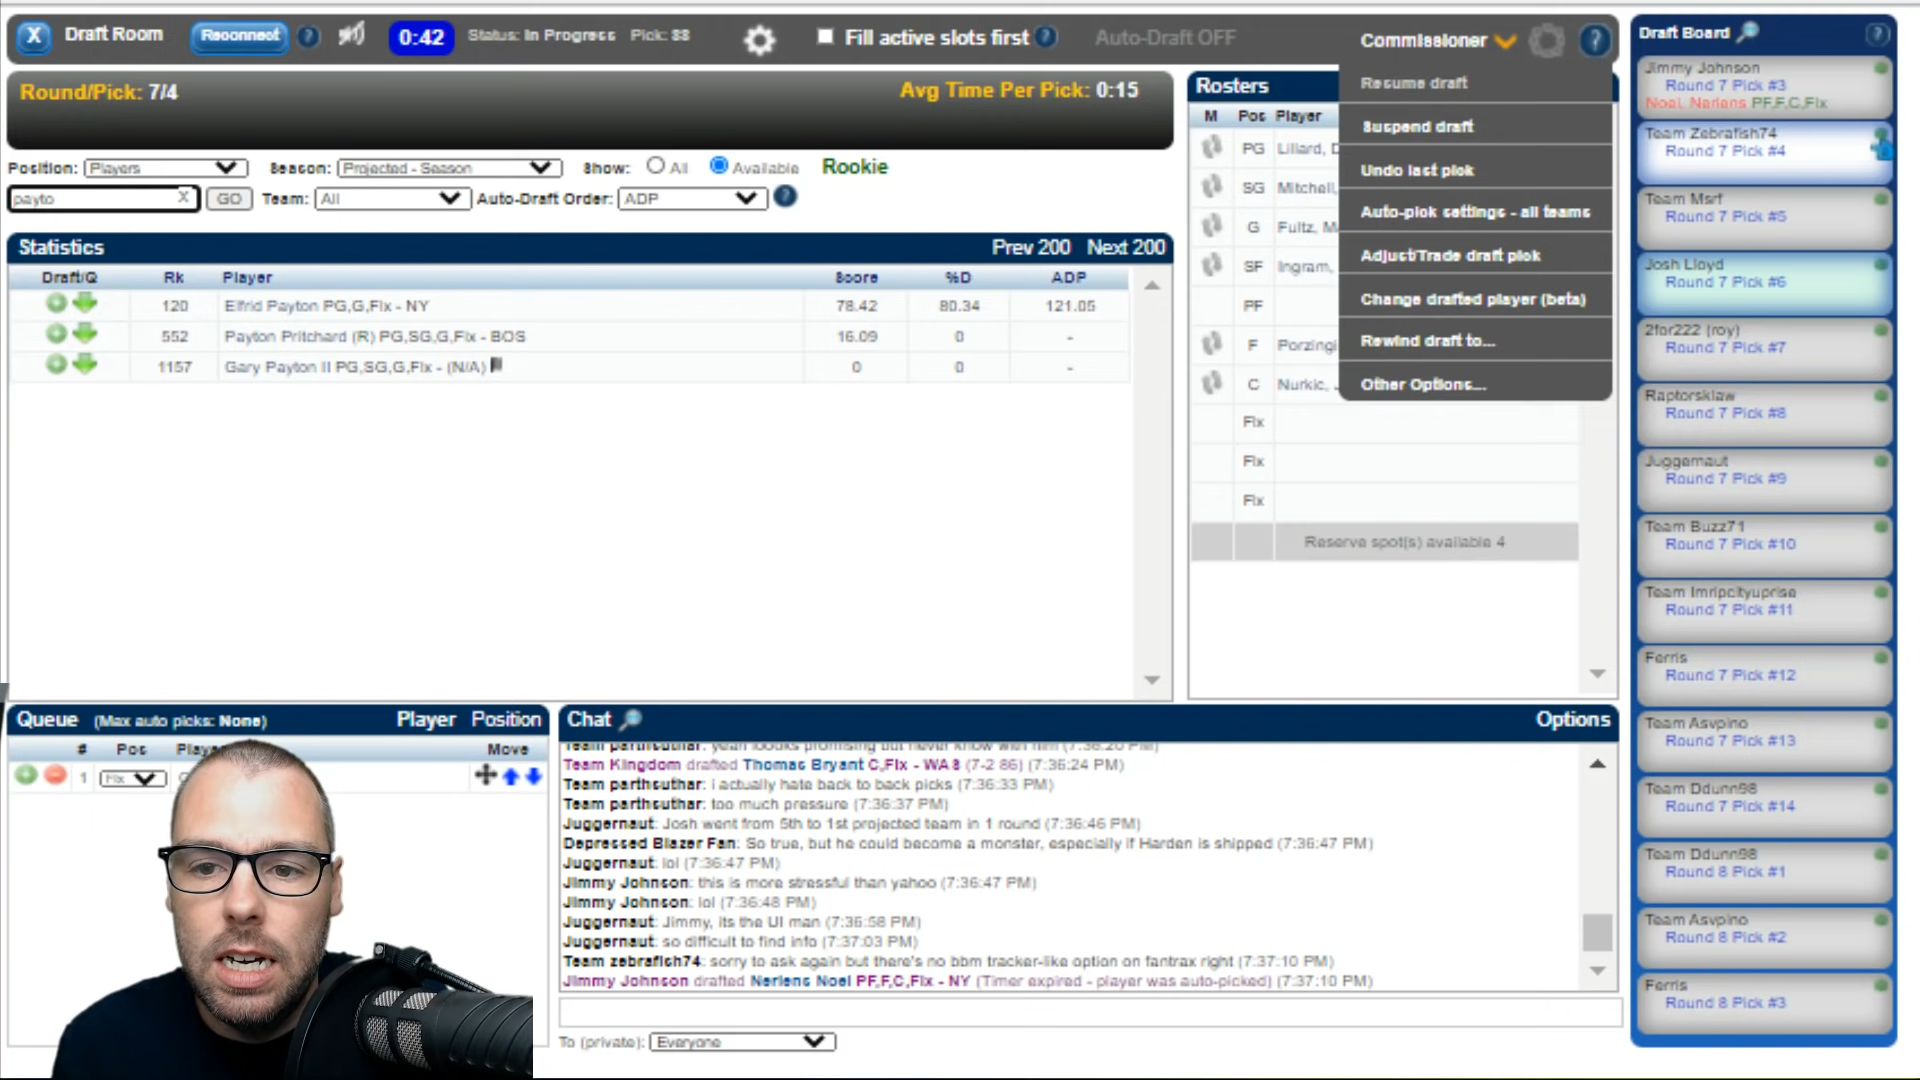 X Draft Room Reconnect ? 0:42 Status: In Progress Pick: 88 Fill active slots first ? Auto-Draft OFF Commissioner ?
Round/Pick: 7/4 Avg Time Per Pick: 0:15
Position: Players Season: Projected - Season Show: All Available Rookie
payto X GO Team: All Auto-Draft Order: ADP ?
Statistics Prev 200 Next 200
Draft/Q Rk Player Score %D ADP
120 Elfrid Payton PG,G,Flx - NY 78.42 80.34 121.05
552 Payton Pritchard (R) PG,SG,G,Flx - BOS 16.09 0 -
1157 Gary Payton II PG,SG,G,Flx - (N/A) 0 0 -
Rosters
M Pos Player
PG Lillard, D
SG Mitchell,
G Fultz, M
SF Ingram,
PF
F Porzingi
C Nurkic, J
Flx
Flx
Flx
Reserve spot(s) available 4
Resume draft
Suspend draft
Undo last pick
Auto-pick settings - all teams
Adjust/Trade draft pick
Change drafted player (beta)
Rewind draft to...
Other Options...
Draft Board ?
Jimmy Johnson
Round 7 Pick #3
Noel, Nerlens PF,F,C,Flx
Team Zebrafish74
Round 7 Pick #4
Team Msrf
Round 7 Pick #5
Josh Lloyd
Round 7 Pick #6
2for222 (roy)
Round 7 Pick #7
Raptorsklaw
Round 7 Pick #8
Juggernaut
Round 7 Pick #9
Team Buzz71
Round 7 Pick #10
Team Imripcityuprise
Round 7 Pick #11
Ferris
Round 7 Pick #12
Team Asvpino
Round 7 Pick #13
Team Ddunn98
Round 7 Pick #14
Team Ddunn98
Round 8 Pick #1
Team Asvpino
Round 8 Pick #2
Ferris
Round 8 Pick #3
Queue (Max auto picks: None) Player Position
# Pos Playe Move
1 Flx
Chat Options
Team parthsuthar: yeah loooks promising but never know with him (7:36:20 PM)
Team Kingdom drafted Thomas Bryant C,Flx - WAS (7-2 86) (7:36:24 PM)
Team parthsuthar: i actually hate back to back picks (7:36:33 PM)
Team parthsuthar: too much pressure (7:36:37 PM)
Juggernaut: Josh went from 5th to 1st projected team in 1 round (7:36:46 PM)
Depressed Blazer Fan: So true, but he could become a monster, especially if Harden is shipped (7:36:47 PM)
Juggernaut: lol (7:36:47 PM)
Jimmy Johnson: this is more stressful than yahoo (7:36:47 PM)
Jimmy Johnson: lol (7:36:48 PM)
Juggernaut: Jimmy, its the UI man (7:36:58 PM)
Juggernaut: so difficult to find info (7:37:03 PM)
Team zebrafish74: sorry to ask again but there's no bbm tracker-like option on fantrax right (7:37:10 PM)
Jimmy Johnson drafted Nerlens Noel PF,F,C,Flx - NY (Timer expired - player was auto-picked) (7:37:10 PM)
To (private): Everyone